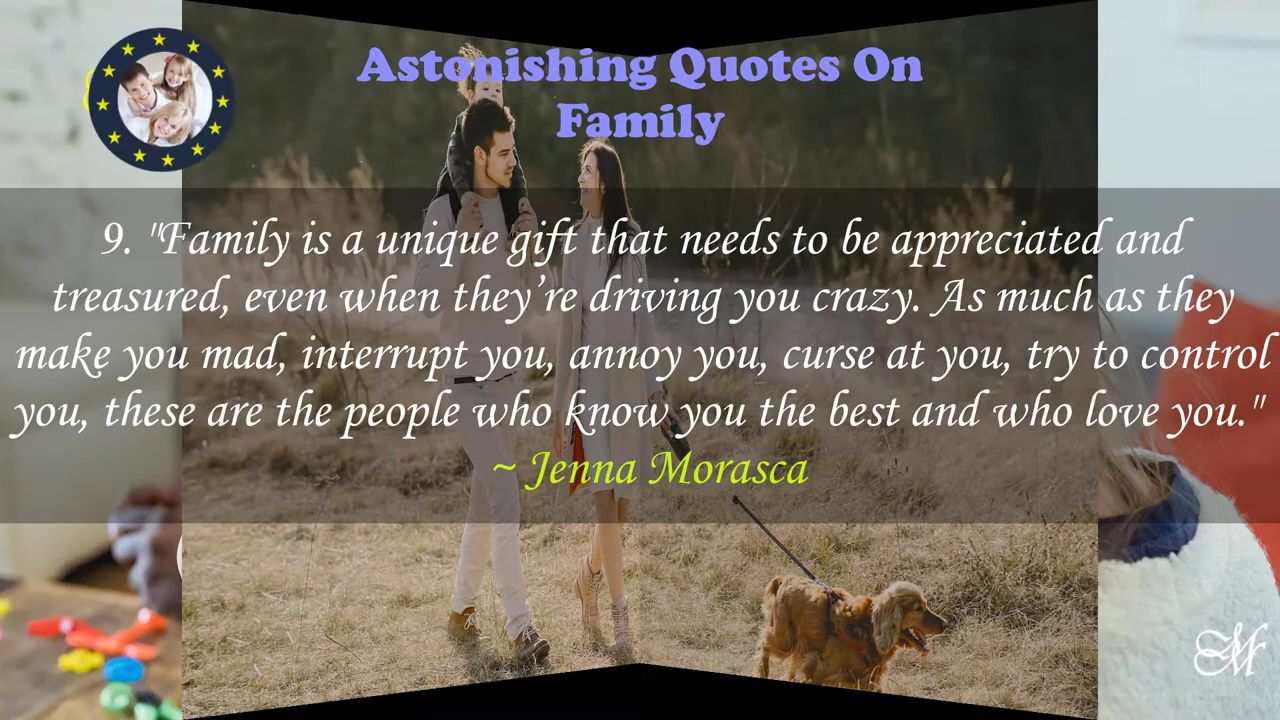 Astonishing Quotes On
Family
9. "Family is a unique gift that needs to be appreciated and
treasured, even when they’re driving you crazy. As much as they
make you mad, interrupt you, annoy you, curse at you, try to control
you, these are the people who know you the best and who love you."
~ Jenna Morasca